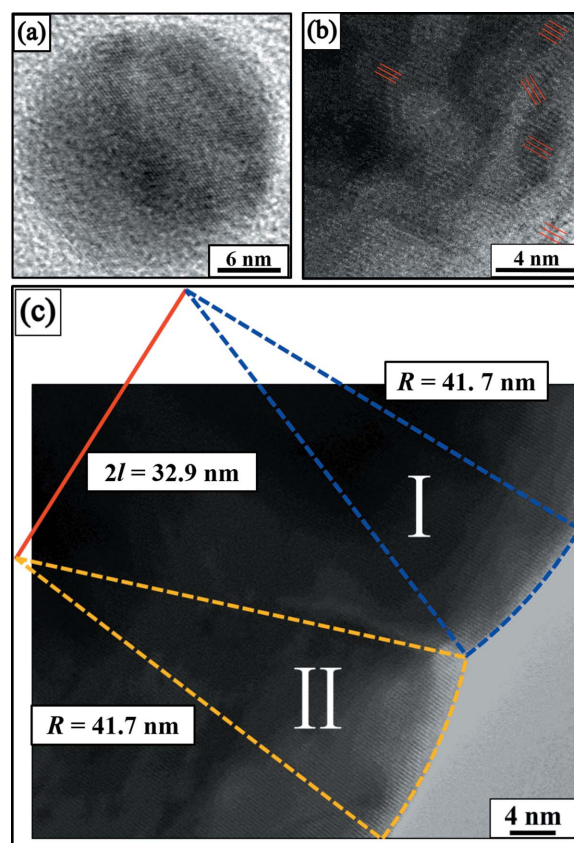 (a)
(b)
6 nm
4 nm
(c)
R = 41. 7 nm
2l = 32.9 nm
I
II
R = 41.7 nm
4 nm